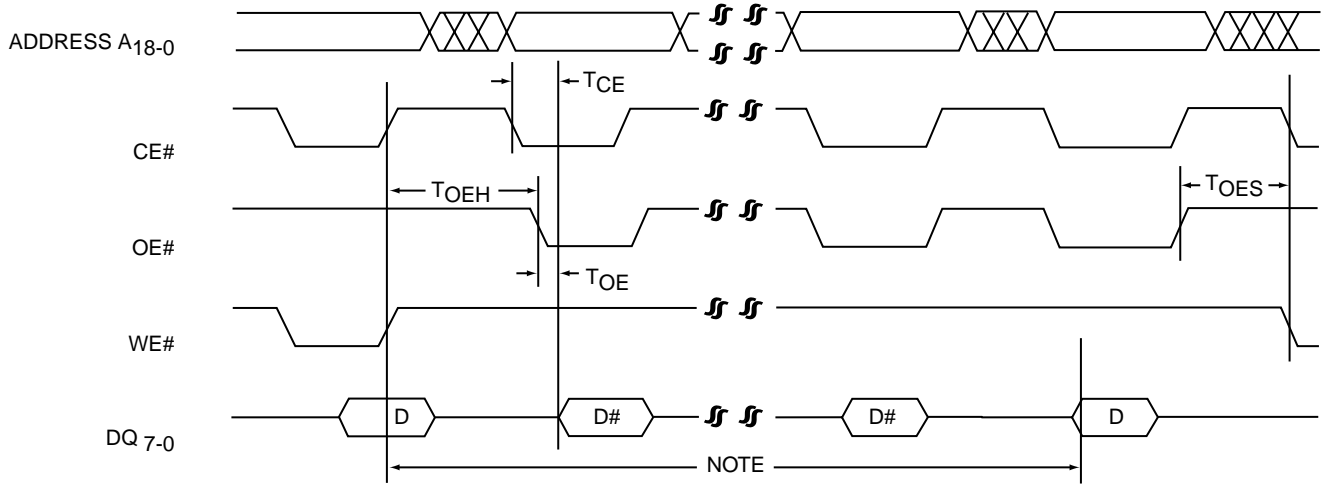 ADDRESS A18-0
TCE
CE#
TOEH
TOES
OE#
TOE
WE#
D
D#
D#
D
DQ 7-0
NOTE